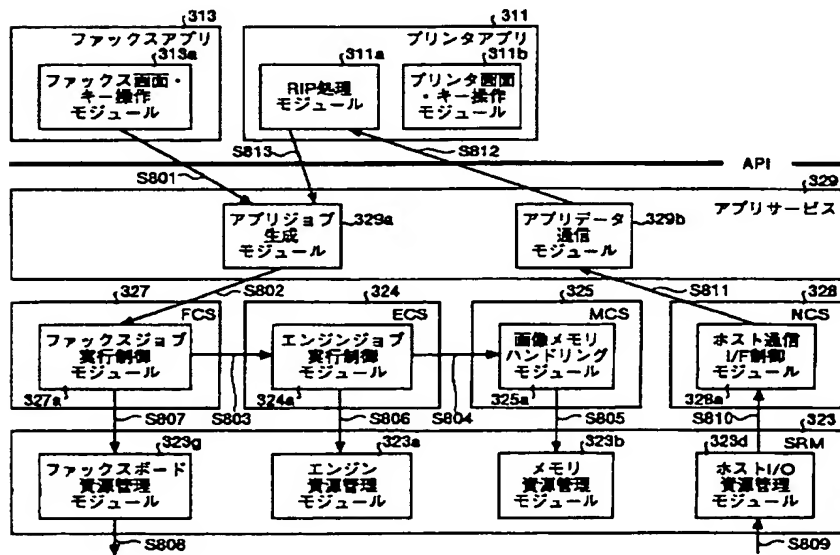 313
ファックスアプリ
313a
ファックス画面・
キー操作
モジュール
311
プリンタアプリ
311a
RIP処理
モジュール
311b
プリンタ画面
・キー操作
モジュール
S801
S813
S812
API
329
アプリサービス
アプリジョブ
生成
モジュール
329a
アプリデータ
通信
モジュール
329b
S802
S811
327
FCS
ファックスジョブ
実行制御
モジュール
327a
324
ECS
エンジンジョブ
実行制御
モジュール
324a
325
MCS
画像メモリ
ハンドリング
モジュール
325a
328
NCS
ホスト通信
I/F制御
モジュール
328a
S803
S804
S807
S806
S805
S810
323
SRM
323g
ファックスボード
資源管理
モジュール
323a
エンジン
資源管理
モジュール
323b
メモリ
資源管理
モジュール
323d
ホストI/O
資源管理
モジュール
S808
S809